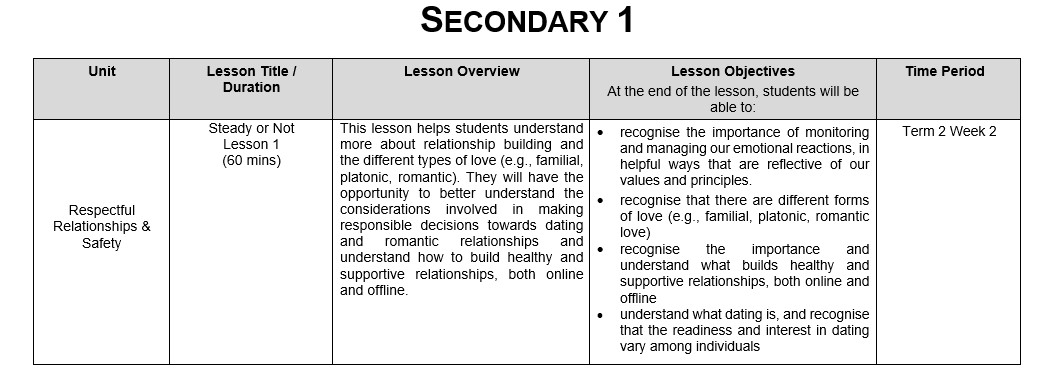 SECONDARY 1
Unit
Lesson Title /
Duration
Lesson Overview
Lesson Objectives
At the end of the lesson, students will be
able to:
Time Period
Respectful
Relationships &
Safety
Steady or Not
Lesson 1
(60 mins)
This lesson helps students understand
more about relationship building and
the different types of love (e.g., familial,
platonic, romantic). They will have the
opportunity to better understand the
considerations involved in making
responsible decisions towards dating
and romantic relationships and
understand how to build healthy and
supportive relationships, both online
and offline.
• recognise the importance of monitoring
and managing our emotional reactions, in
helpful ways that are reflective of our
values and principles.
• recognise that there are different forms
of love (e.g., familial, platonic, romantic
love)
• recognise the importance and
understand what builds healthy and
supportive relationships, both online and
offline
• understand what dating is, and recognise
that the readiness and interest in dating
vary among individuals
Term 2 Week 2